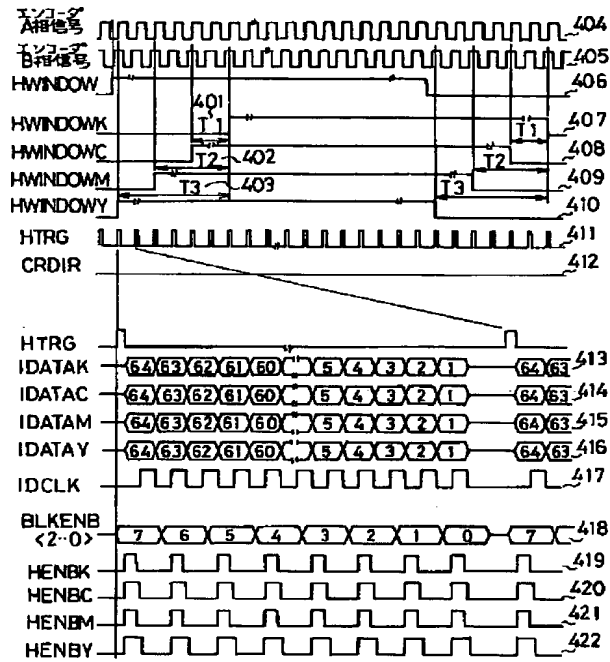 エンコーダ
A相信号 404
エンコーダ
B相信号 405
HWINDOW 406
401
HWINDOWK T1 T1 407
HWINDOWC T2 402 T2 408
HWINDOWM T3 403 T3 409
HWINDOWY 410
HTRG 411
CRDIR 412
HTRG
IDATAK 64 63 62 61 60 5 4 3 2 1 64 63 413
IDATAC 64 63 62 61 60 5 4 3 2 1 64 63 414
IDATAM 64 63 62 61 60 5 4 3 2 1 64 63 415
IDATAY 64 63 62 61 60 5 4 3 2 1 64 63 416
IDCLK 417
BLKENB
<2··0> 7 6 5 4 3 2 1 0 7 418
HENBK 419
HENBC 420
HENBM 421
HENBY 422